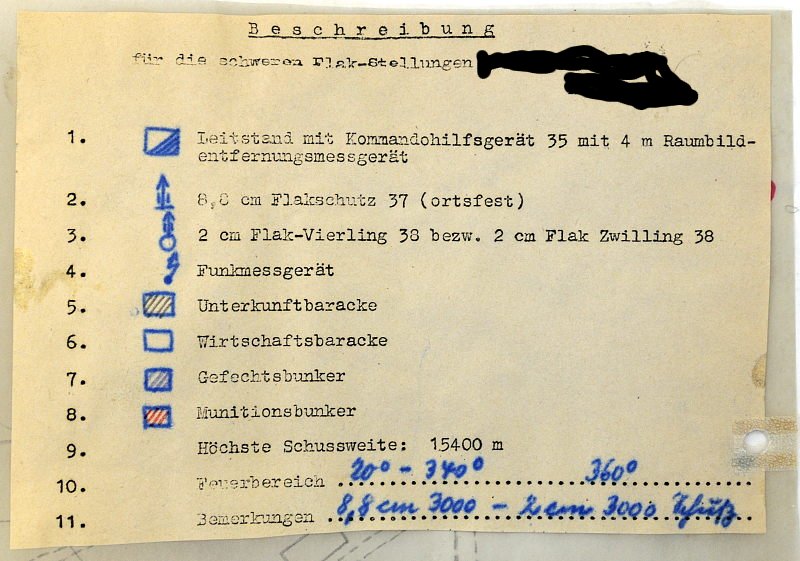 Beschreibung
für die schweren Flak-Stellungen
1. Leitstand mit Kommandohilfsgerät 35 mit 4 m Raumbild-
entfernungsmessgerät
2. 8,8 cm Flakschutz 37 (ortsfest)
3. 2 cm Flak-Vierling 38 bezw. 2 cm Flak Zwilling 38
4. Funkmessgerät
5. Unterkunftbaracke
6. Wirtschaftsbaracke
7. Gefechtsbunker
8. Munitionsbunker
9. Höchste Schussweite: 15400 m
10. Feuerbereich 20° - 340° 360°
11. Bemerkungen 8,8 cm 3000 - 2 cm 3000 Schuß